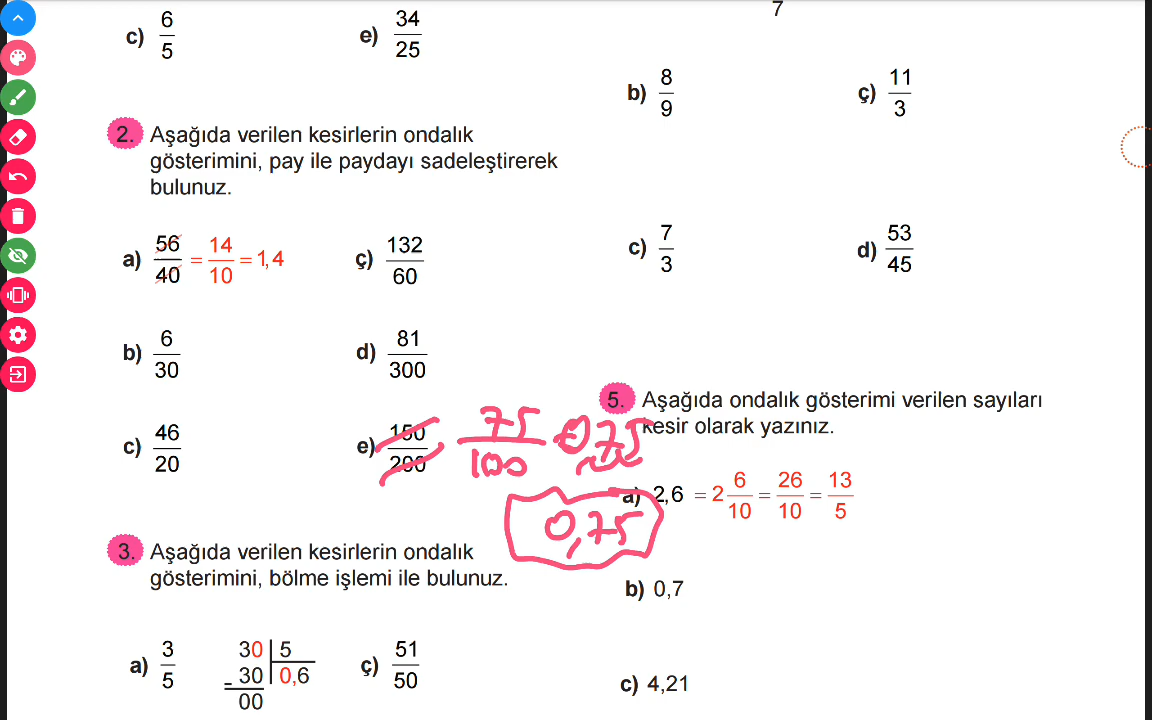 7
c) 6/5
e) 34/25
b) 8/9
ç) 11/3
2. Aşağıda verilen kesirlerin ondalık
gösterimini, pay ile paydayı sadeleştirerek
bulunuz.
a) 56/40 = 14/10 = 1,4
ç) 132/60
b) 6/30
d) 81/300
c) 46/20
e) 150/200 75/100 = 0,75
0,75
3. Aşağıda verilen kesirlerin ondalık
gösterimini, bölme işlemi ile bulunuz.
a) 3/5
30 | 5
- 30 | 0,6
00
ç) 51/50
c) 7/3
d) 53/45
5. Aşağıda ondalık gösterimi verilen sayıları
kesir olarak yazınız.
a) 2,6 = 2 6/10 = 26/10 = 13/5
b) 0,7
c) 4,21